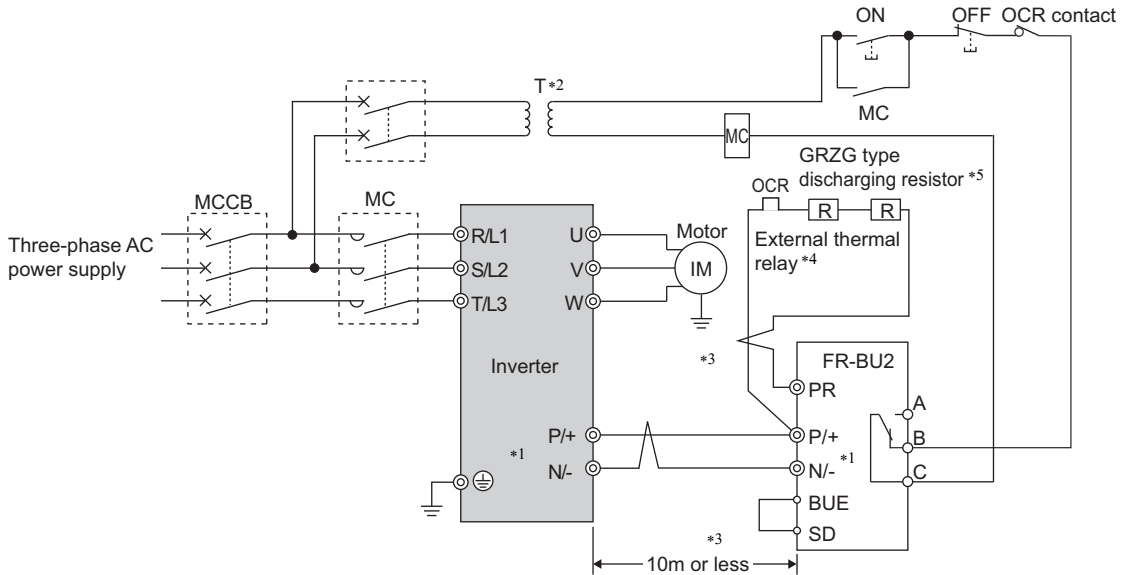 ON
OFF
OCR contact
T*2
MC
MC
GRZG type
discharging resistor *5
OCR
R
R
External thermal
relay *4
MCCB
MC
Three-phase AC
power supply
R/L1
S/L2
T/L3
U
V
W
Motor
IM
Inverter
*3
FR-BU2
PR
A
P/+
P/+
B
*1
N/-
N/-
*1
C
BUE
SD
*3
10m or less